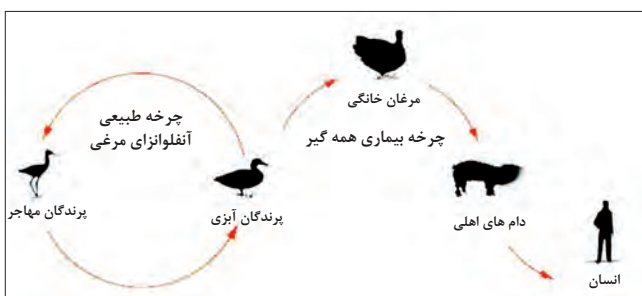 مرغان خانگی
چرخه طبیعی
آنفلوانزای مرغی
چرخه بیماری همه گیر
پرندگان مهاجر
پرندگان آبزی
دام های اهلی
انسان